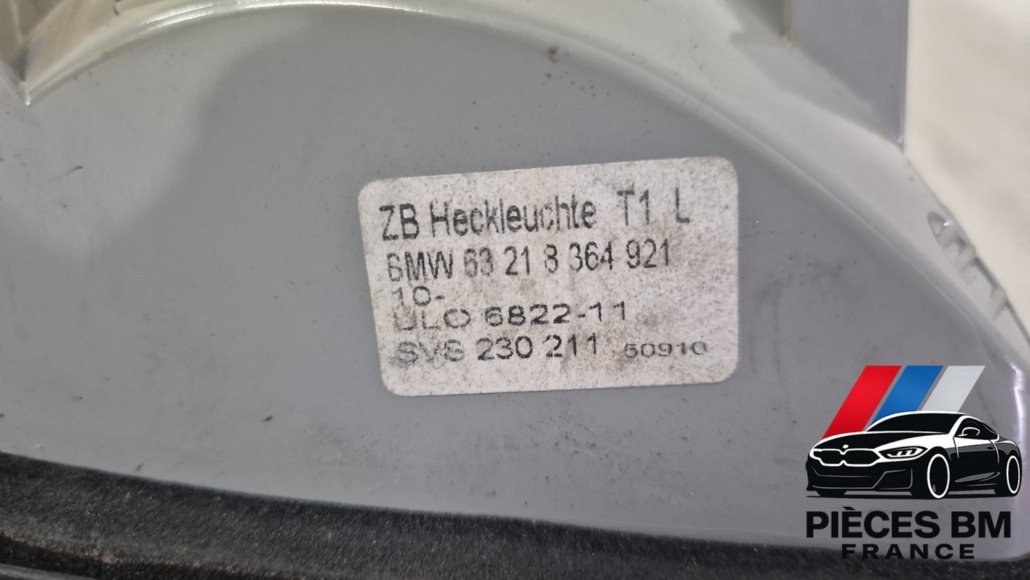 ZB Heckleuchte T1 L
BMW 63 21 8 364 921
10-
ULO 6822-11
SVS 230 211 50910
PIÈCES BM
FRANCE